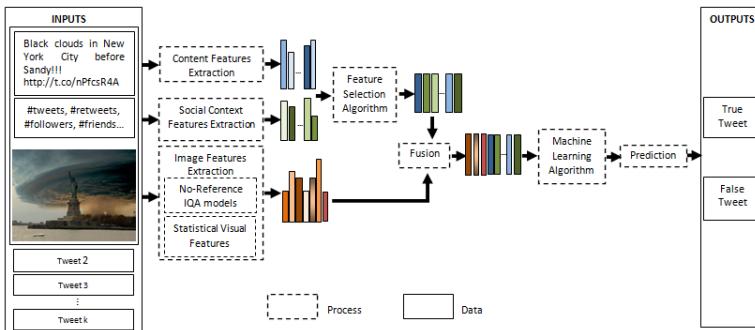 INPUTS
Black clouds in New
York City before
Sandy!!!
http://t.co/nPfcsR4A
#tweets, #retweets,
#followers, #friends...
Tweet 2
Tweet 3
⋮
Tweet k
Content Features
Extraction
Social Context
Features Extraction
Image Features
Extraction
No-Reference
IQA models
Statistical Visual
Features
...
...
Feature
Selection
Algorithm
...
Fusion
...
Machine
Learning
Algorithm
Prediction
OUTPUTS
True
Tweet
False
Tweet
Process
Data